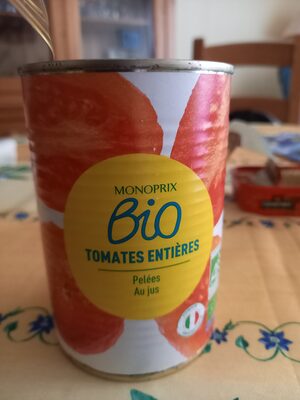 MONOPRIX
Bio
TOMATES ENTIÈRES
Pelées
Au jus